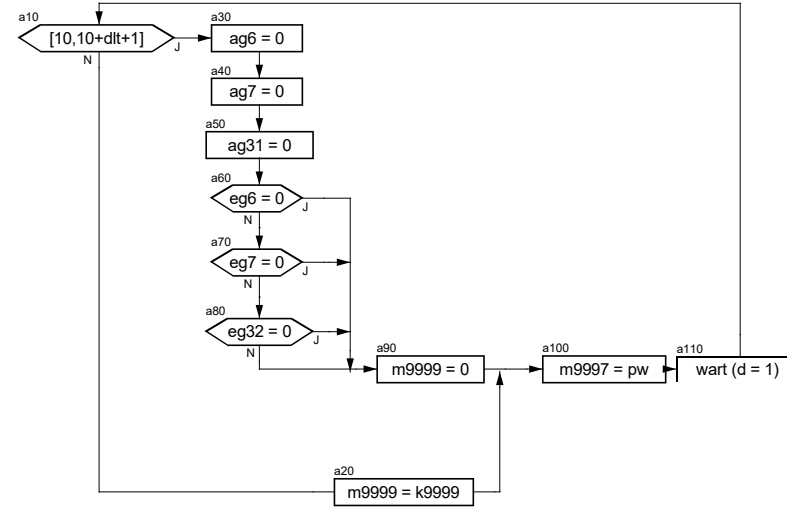 a10
[10,10+dlt+1]
J
N
a30
ag6 = 0
a40
ag7 = 0
a50
ag31 = 0
a60
eg6 = 0
J
N
a70
eg7 = 0
J
N
a80
eg32 = 0
J
N
a90
m9999 = 0
a100
m9997 = pw
a110
wart (d = 1)
a20
m9999 = k9999